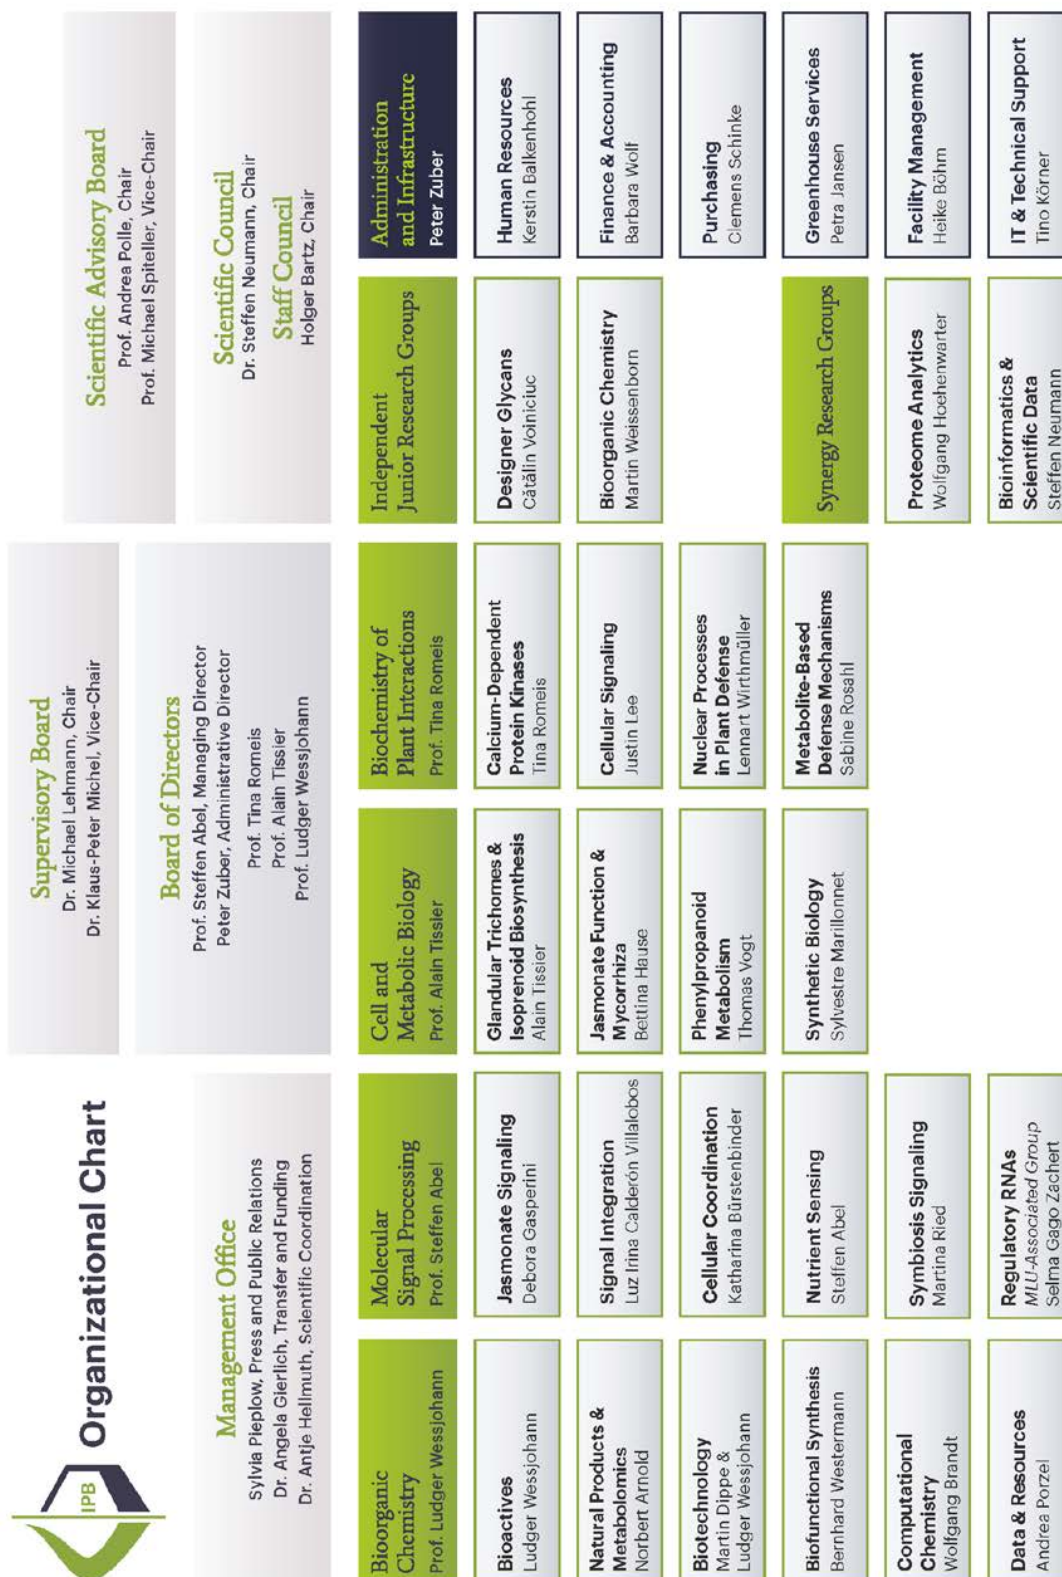 IPB
Organizational Chart
Management Office
Sylvia Pieplow, Press and Public Relations
Dr. Angela Gierlich, Transfer and Funding
Dr. Antje Hellmuth, Scientific Coordination
Supervisory Board
Dr. Michael Lehmann, Chair
Dr. Klaus-Peter Michel, Vice-Chair
Board of Directors
Prof. Steffen Abel, Managing Director
Peter Zuber, Administrative Director
Prof. Tina Romeis
Prof. Alain Tissier
Prof. Ludger Wessjohann
Scientific Advisory Board
Prof. Andrea Polle, Chair
Prof. Michael Spiteller, Vice-Chair
Scientific Council
Dr. Steffen Neumann, Chair
Staff Council
Holger Bartz, Chair
Bioorganic
Chemistry
Prof. Ludger Wessjohann
Bioactives
Ludger Wessjohann
Natural Products &
Metabolomics
Norbert Arnold
Biotechnology
Martin Dippe &
Ludger Wessjohann
Biofunctional Synthesis
Bernhard Westermann
Computational
Chemistry
Wolfgang Brandt
Data & Resources
Andrea Porzel
Molecular
Signal Processing
Prof. Steffen Abel
Jasmonate Signaling
Debora Gasperini
Signal Integration
Luz Irina Calderón Villalobos
Cellular Coordination
Katharina Bürstenbinder
Nutrient Sensing
Steffen Abel
Symbiosis Signaling
Martina Ried
Regulatory RNAs
MLU-Associated Group
Selma Gago Zachert
Cell and
Metabolic Biology
Prof. Alain Tissier
Glandular Trichomes &
Isoprenoid Biosynthesis
Alain Tissier
Jasmonate Function &
Mycorrhiza
Bettina Hause
Phenylpropanoid
Metabolism
Thomas Vogt
Synthetic Biology
Sylvestre Marillonnet
Biochemistry of
Plant Interactions
Prof. Tina Romeis
Calcium-Dependent
Protein Kinases
Tina Romeis
Cellular Signaling
Justin Lee
Nuclear Processes
in Plant Defense
Lennart Wirthmüller
Metabolite-Based
Defense Mechanisms
Sabine Rosahl
Independent
Junior Research Groups
Designer Glycans
Cătălin Voiniciuc
Bioorganic Chemistry
Martin Weissenborn
Synergy Research Groups
Proteome Analytics
Wolfgang Hoehenwarter
Bioinformatics &
Scientific Data
Steffen Neumann
Administration
and Infrastructure
Peter Zuber
Human Resources
Kerstin Balkenhohl
Finance & Accounting
Barbara Wolf
Purchasing
Clemens Schinke
Greenhouse Services
Petra Jansen
Facility Management
Heike Böhm
IT & Technical Support
Tino Körner